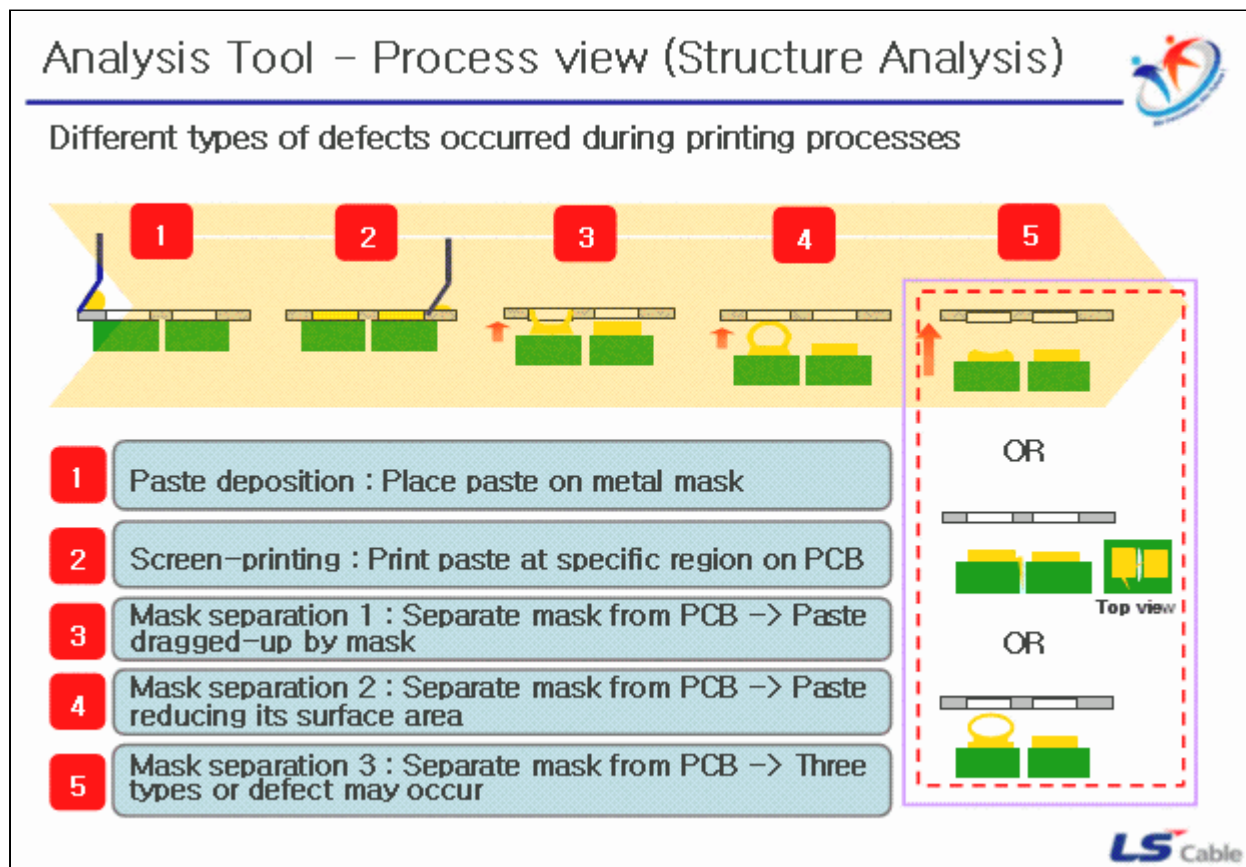 Analysis Tool - Process view (Structure Analysis)
Different types of defects occurred during printing processes
1
2
3
4
5
OR
Top view
OR
1
Paste deposition : Place paste on metal mask
2
Screen-printing : Print paste at specific region on PCB
3
Mask separation 1 : Separate mask from PCB -> Paste
dragged-up by mask
4
Mask separation 2 : Separate mask from PCB -> Paste
reducing its surface area
5
Mask separation 3 : Separate mask from PCB -> Three
types or defect may occur
LS Cable